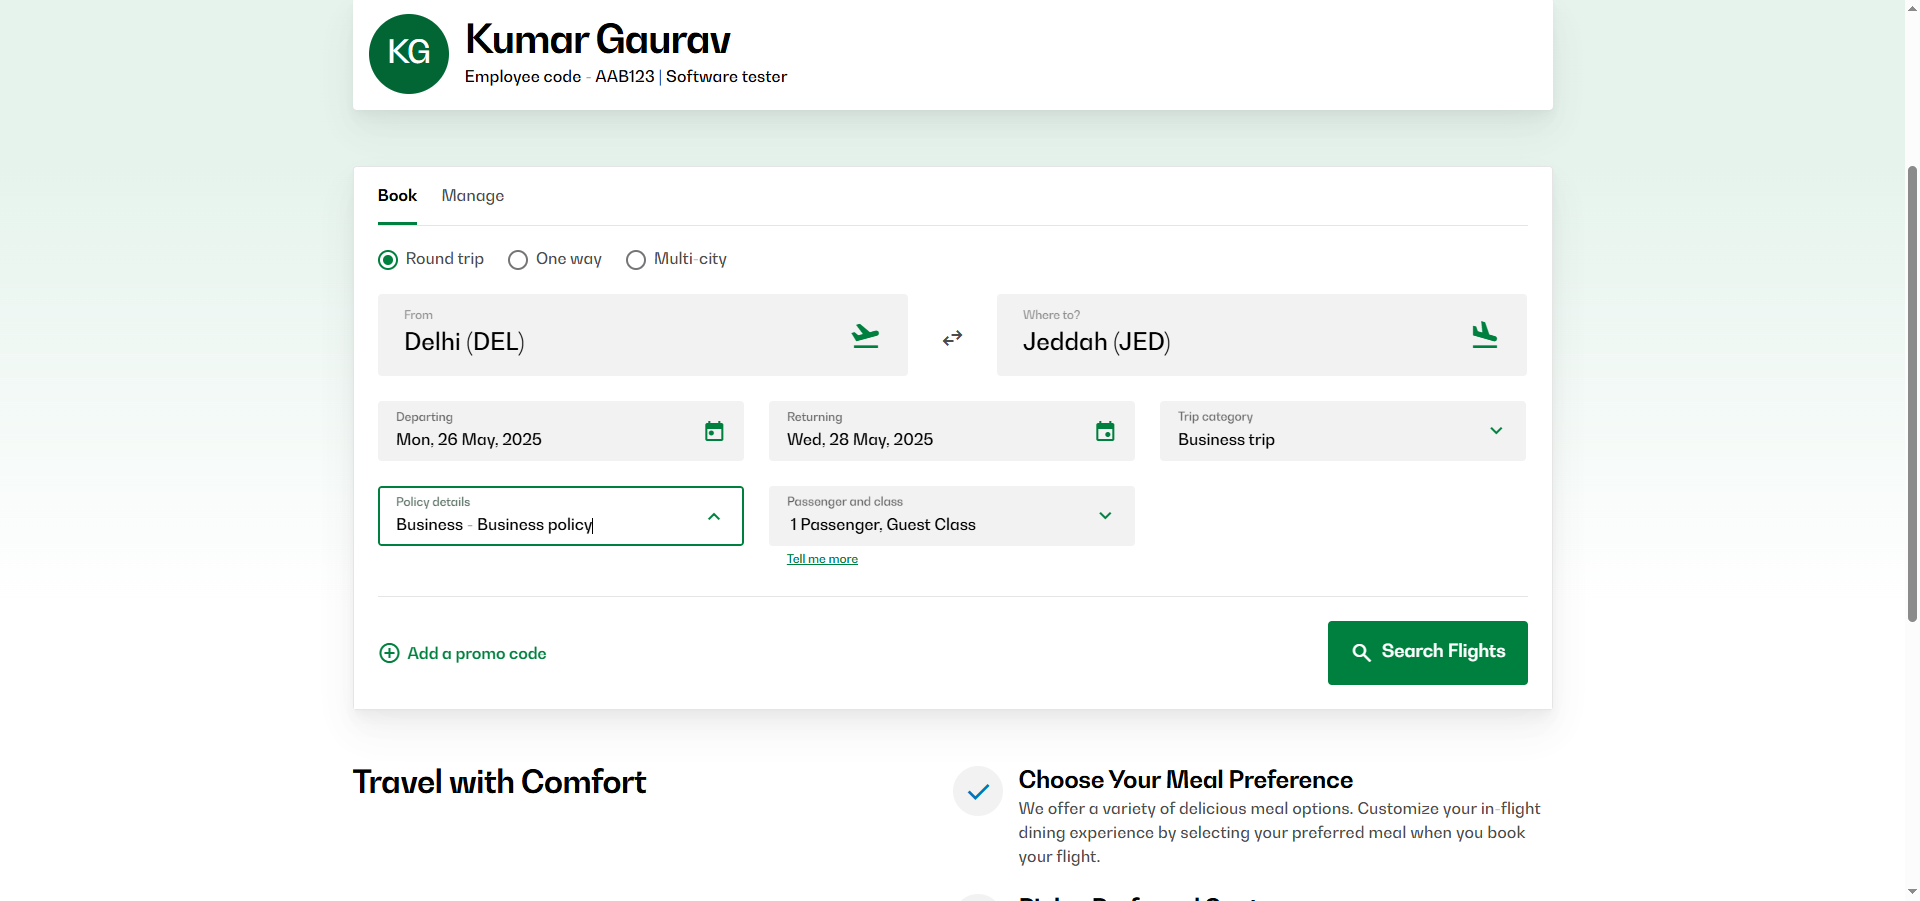 KG
Kumar Gaurav
Employee code - AAB123 | Software tester
Book Manage
Round trip One way Multi-city
From
Delhi (DEL)
Where to?
Jeddah (JED)
Departing
Mon, 26 May, 2025
Returning
Wed, 28 May, 2025
Trip category
Business trip
Policy details
Business - Business policy
Passenger and class
1 Passenger, Guest Class
Tell me more
Add a promo code
Search Flights
Travel with Comfort
Choose Your Meal Preference
We offer a variety of delicious meal options. Customize your in-flight
dining experience by selecting your preferred meal when you book
your flight.